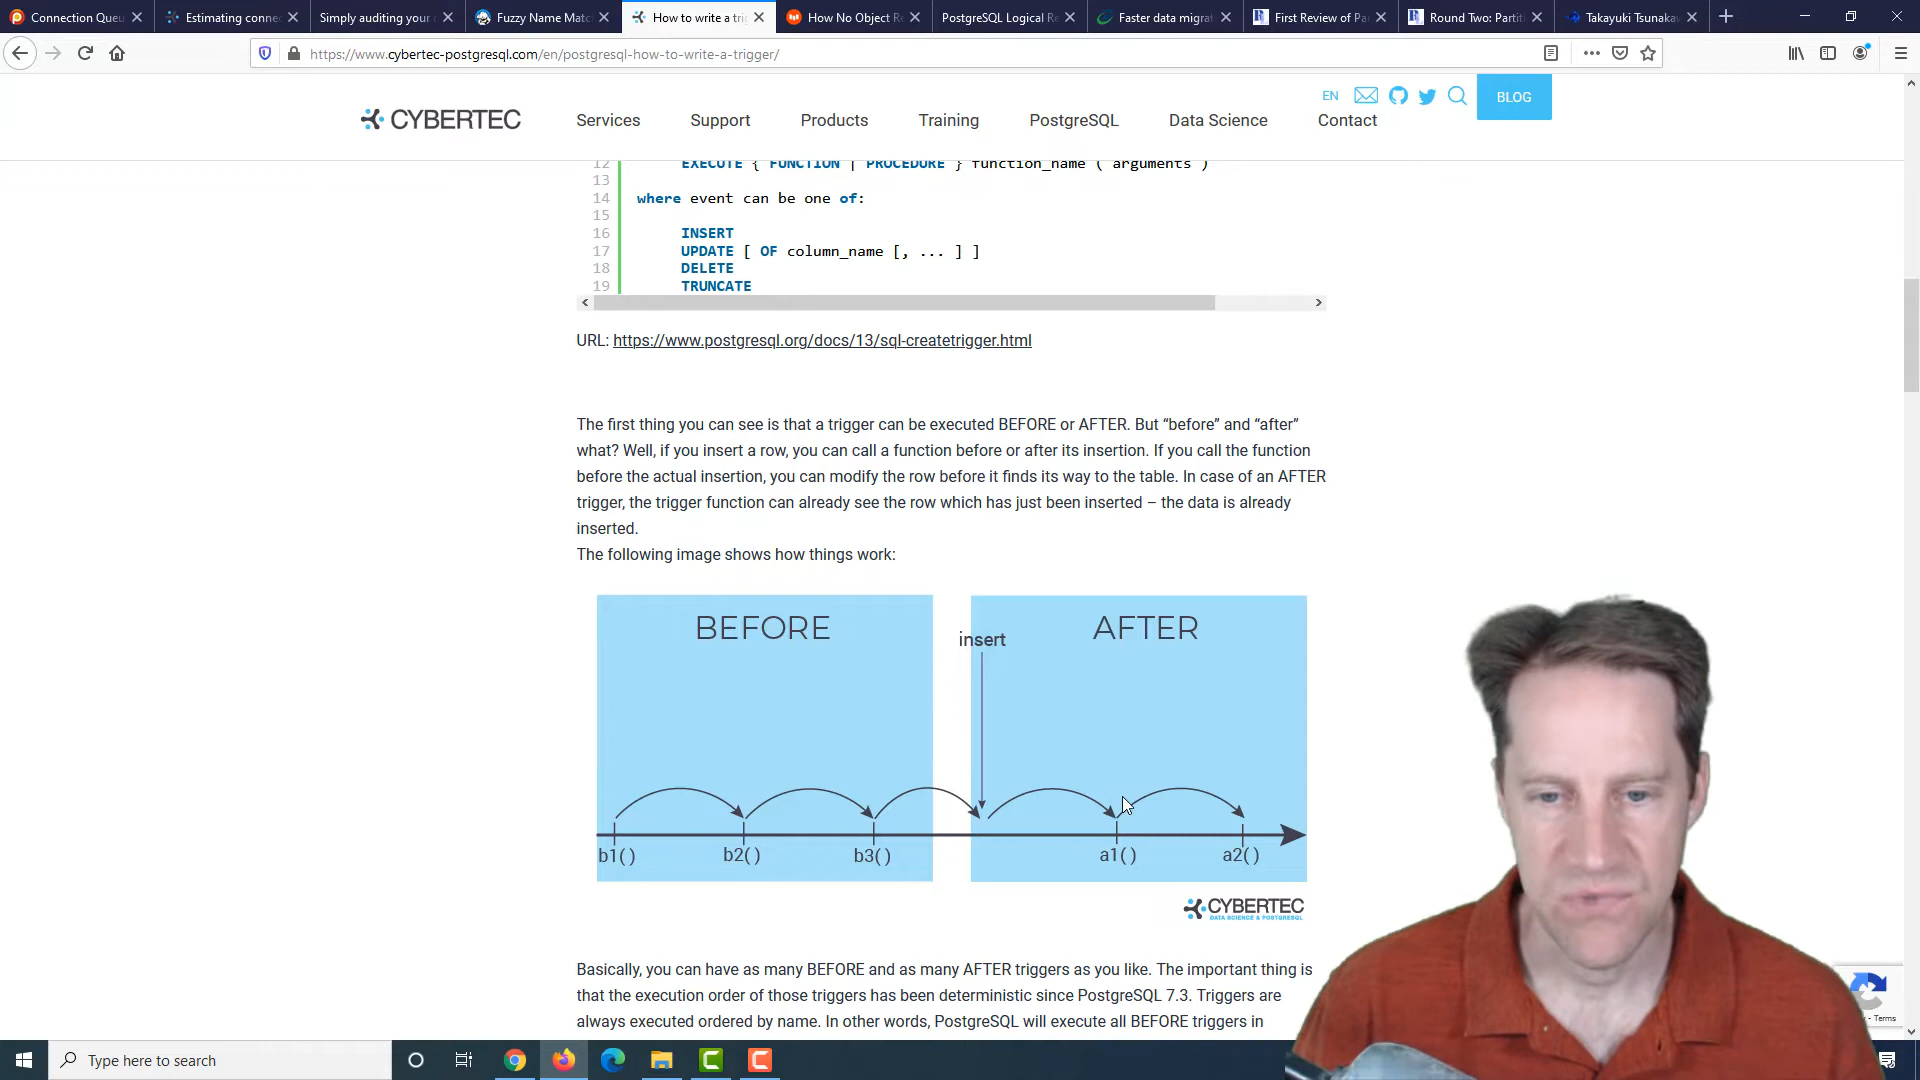 Connection Queu
Estimating conne
Simply auditing your
Fuzzy Name Matc
How to write a tri
How No Object Re
PostgreSQL Logical Re
Faster data migrat
First Review of Pa
Round Two: Partiti
Takayuki Tsunakaw
https://www.cybertec-postgresql.com/en/postgresql-how-to-write-a-trigger/
EN
BLOG
CYBERTEC
Services
Support
Products
Training
PostgreSQL
Data Science
Contact
12 EXECUTE { FUNCTION | PROCEDURE } function_name ( arguments )
13
14 where event can be one of:
15
16 INSERT
17 UPDATE [ OF column_name [, ... ] ]
18 DELETE
19 TRUNCATE
URL: https://www.postgresql.org/docs/13/sql-createtrigger.html
The first thing you can see is that a trigger can be executed BEFORE or AFTER. But “before” and “after”
what? Well, if you insert a row, you can call a function before or after its insertion. If you call the function
before the actual insertion, you can modify the row before it finds its way to the table. In case of an AFTER
trigger, the trigger function can already see the row which has just been inserted – the data is already
inserted.
The following image shows how things work:
BEFORE
insert
AFTER
b1()
b2()
b3()
a1()
a2()
CYBERTEC
DATA SCIENCE & POSTGRESQL
Basically, you can have as many BEFORE and as many AFTER triggers as you like. The important thing is
that the execution order of those triggers has been deterministic since PostgreSQL 7.3. Triggers are
always executed ordered by name. In other words, PostgreSQL will execute all BEFORE triggers in
- Terms
Type here to search